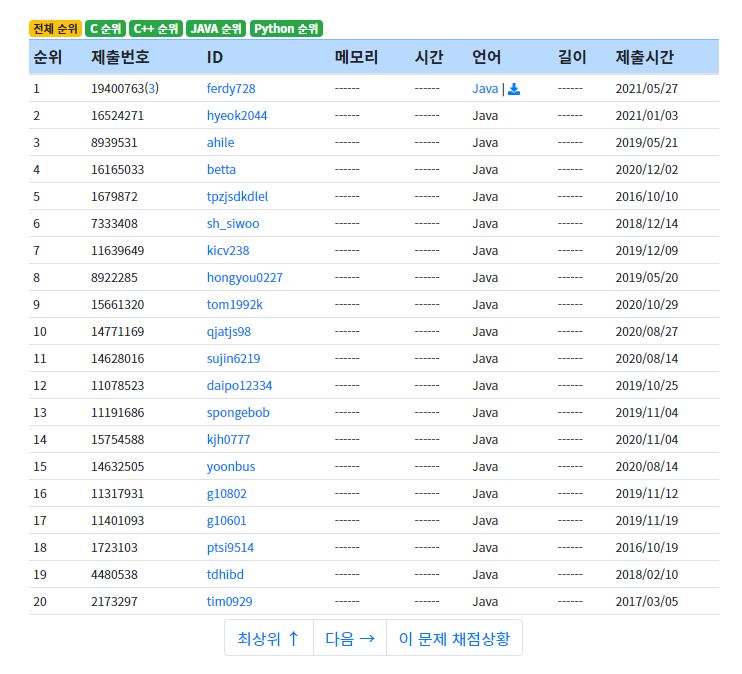 전체 순위 C 순위 C++ 순위 JAVA 순위 Python 순위
순위 제출번호 ID 메모리 시간 언어 길이 제출시간
1 19400763(3) ferdy728 ------ ------ Java | ------ 2021/05/27
2 16524271 hyeok2044 ------ ------ Java ------ 2021/01/03
3 8939531 ahile ------ ------ Java ------ 2019/05/21
4 16165033 betta ------ ------ Java ------ 2020/12/02
5 1679872 tpzjsdkdlel ------ ------ Java ------ 2016/10/10
6 7333408 sh_siwoo ------ ------ Java ------ 2018/12/14
7 11639649 kicv238 ------ ------ Java ------ 2019/12/09
8 8922285 hongyou0227 ------ ------ Java ------ 2019/05/20
9 15661320 tom1992k ------ ------ Java ------ 2020/10/29
10 14771169 qjatjs98 ------ ------ Java ------ 2020/08/27
11 14628016 sujin6219 ------ ------ Java ------ 2020/08/14
12 11078523 daipo12334 ------ ------ Java ------ 2019/10/25
13 11191686 spongebob ------ ------ Java ------ 2019/11/04
14 15754588 kjh0777 ------ ------ Java ------ 2020/11/04
15 14632505 yoonbus ------ ------ Java ------ 2020/08/14
16 11317931 g10802 ------ ------ Java ------ 2019/11/12
17 11401093 g10601 ------ ------ Java ------ 2019/11/19
18 1723103 ptsi9514 ------ ------ Java ------ 2016/10/19
19 4480538 tdhibd ------ ------ Java ------ 2018/02/10
20 2173297 tim0929 ------ ------ Java ------ 2017/03/05
최상위 ↑ 다음 → 이 문제 채점상황